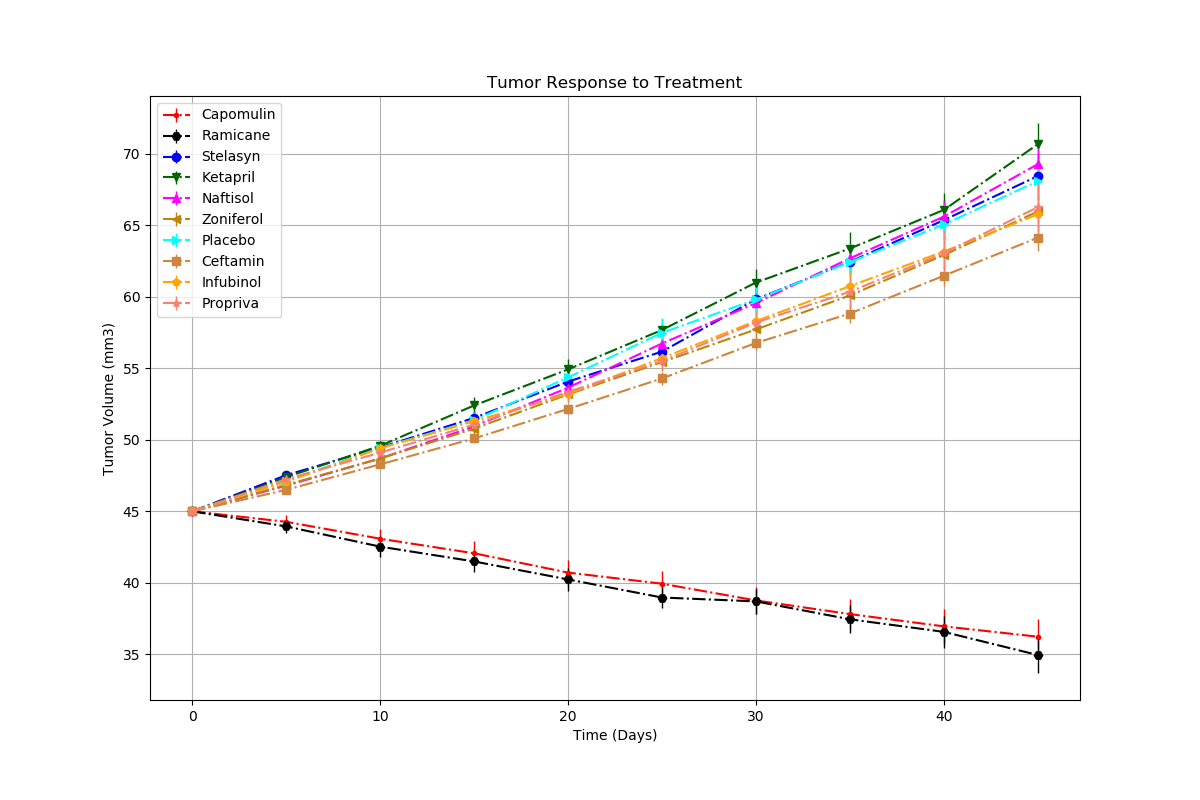 Tumor Response to Treatment
Capomulin
Ramicane
Stelasyn
Ketapril
Naftisol
Zoniferol
Placebo
Ceftamin
Infubinol
Propriva
Tumor Volume (mm3)
70
65
60
55
50
45
40
35
0 10 20 30 40
Time (Days)